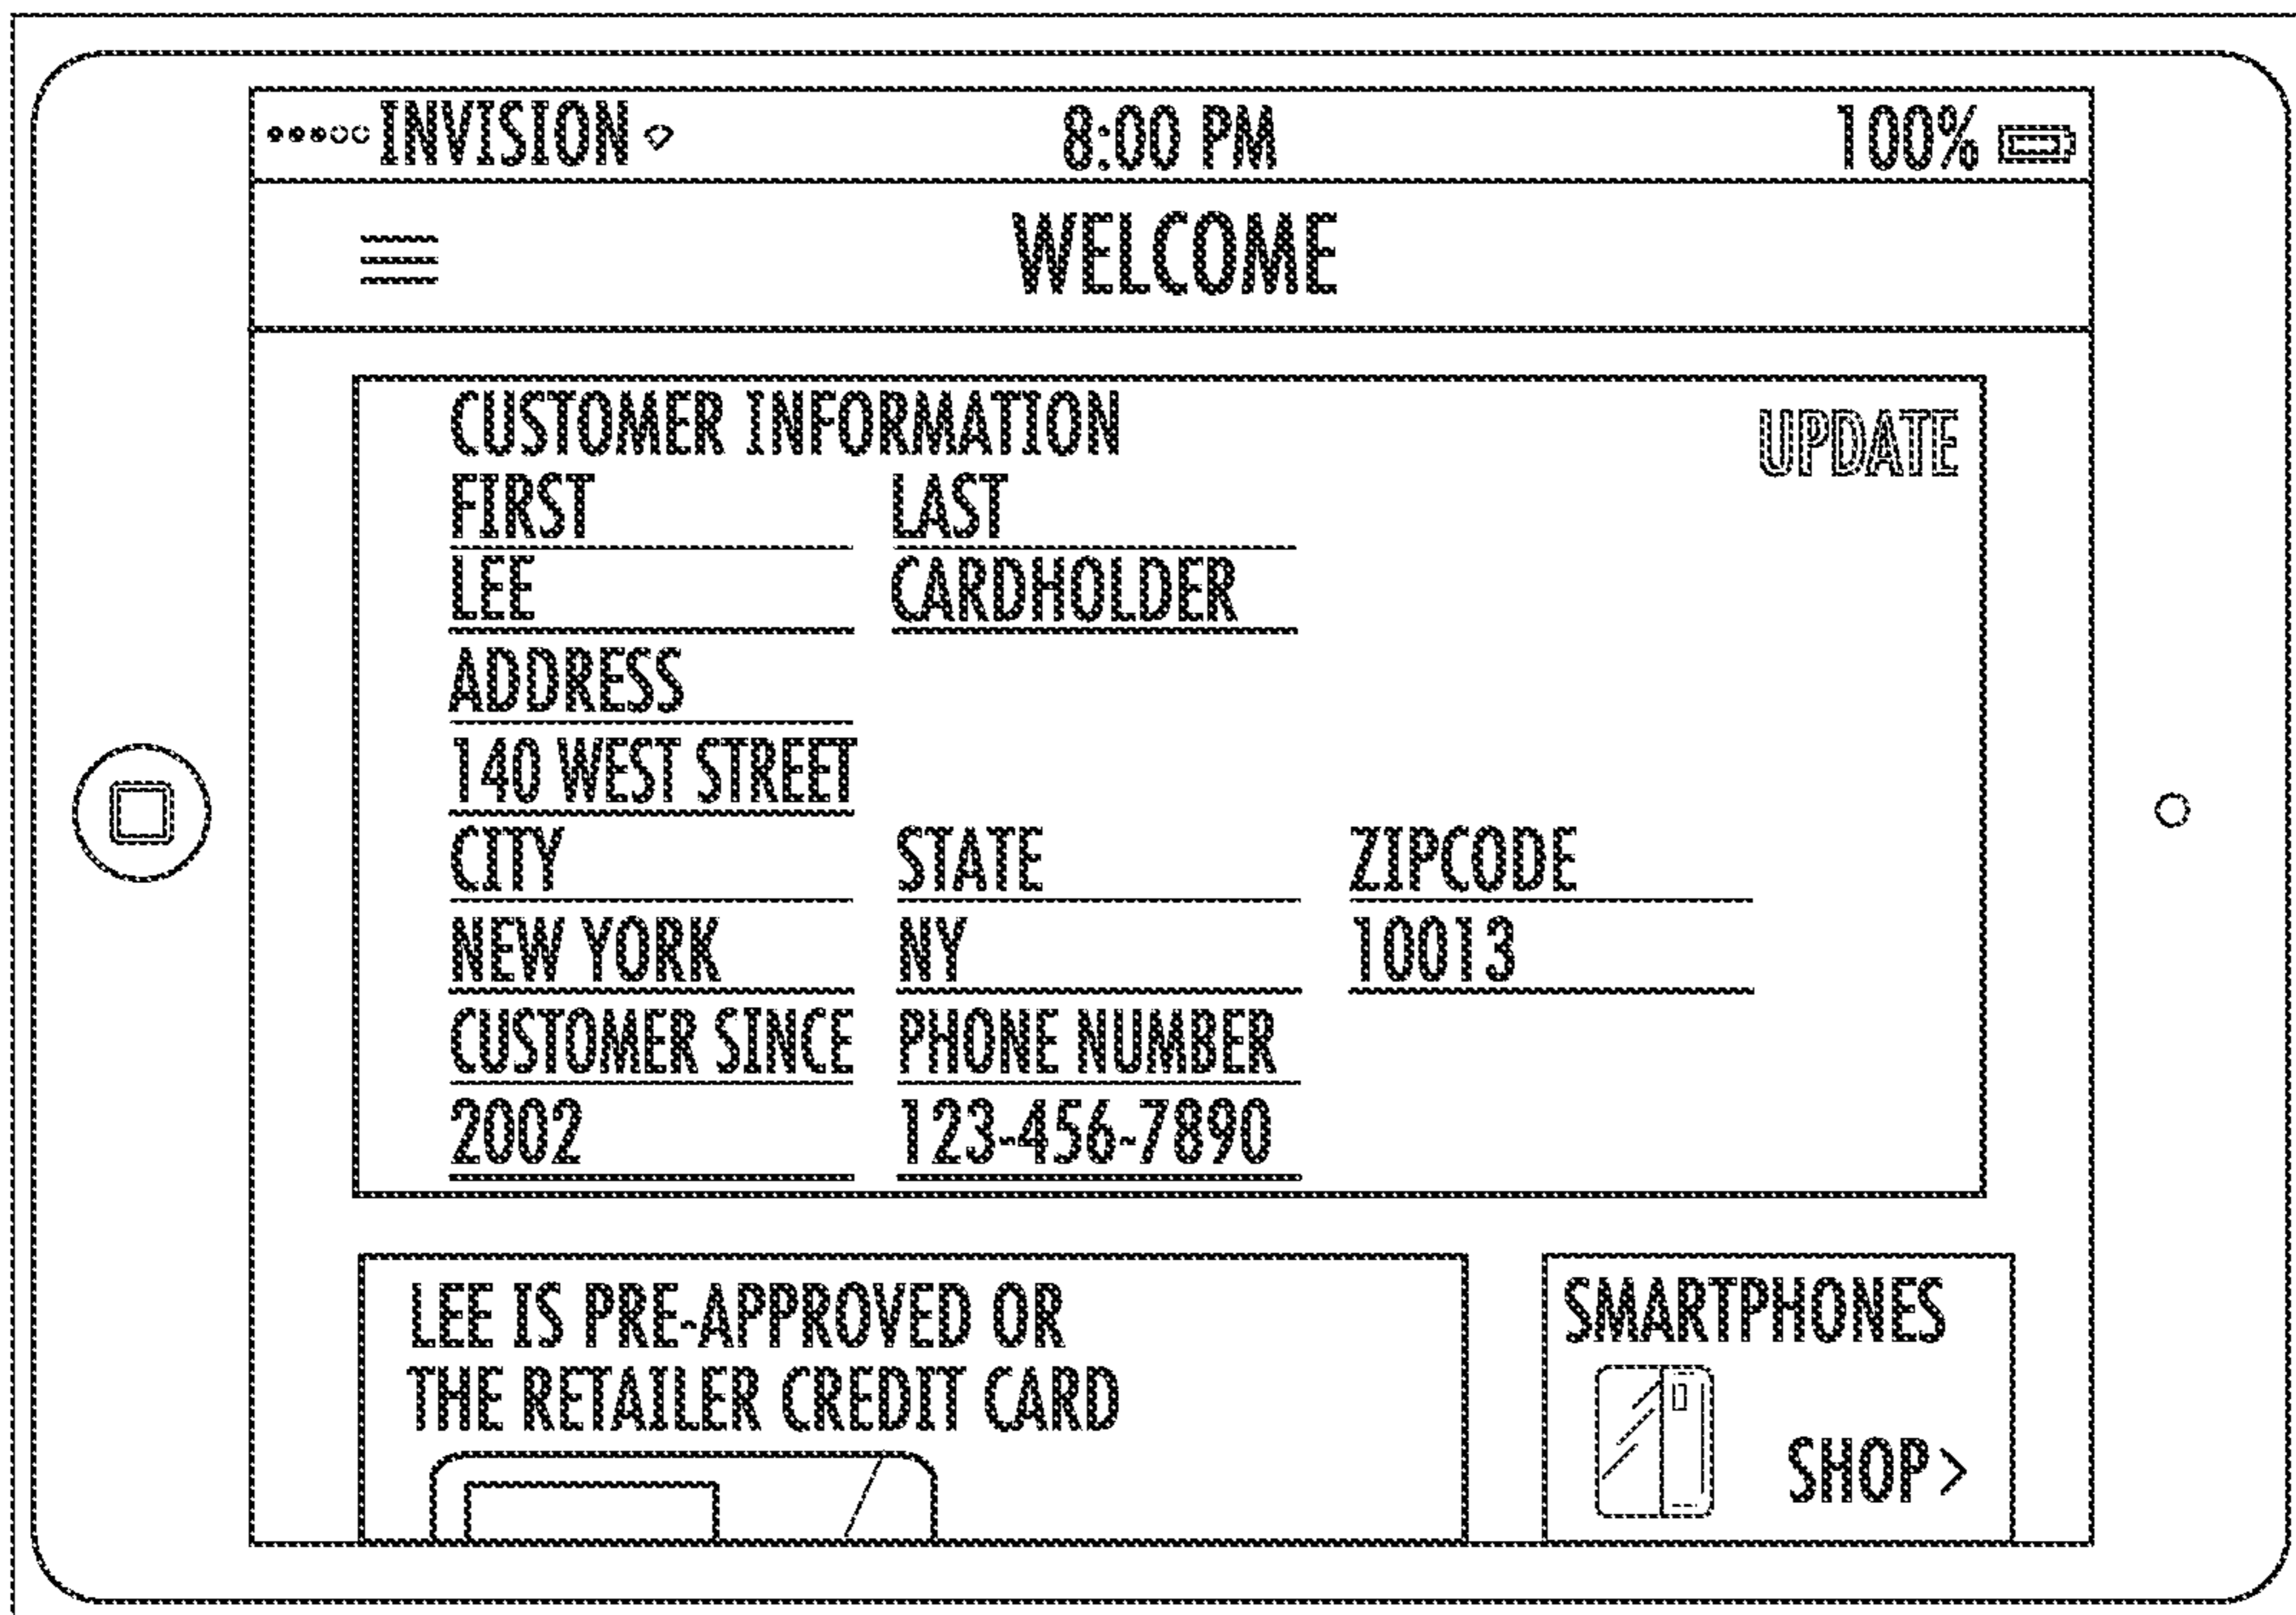 INVISION 8:00 PM 100%
WELCOME
CUSTOMER INFORMATION UPDATE
FIRST LAST
LEE CARDHOLDER
ADDRESS
140 WEST STREET
CITY STATE ZIPCODE
NEW YORK NY 10013
CUSTOMER SINCE PHONE NUMBER
2002 123-456-7890
LEE IS PRE-APPROVED OR
THE RETAILER CREDIT CARD
SMARTPHONES
SHOP>